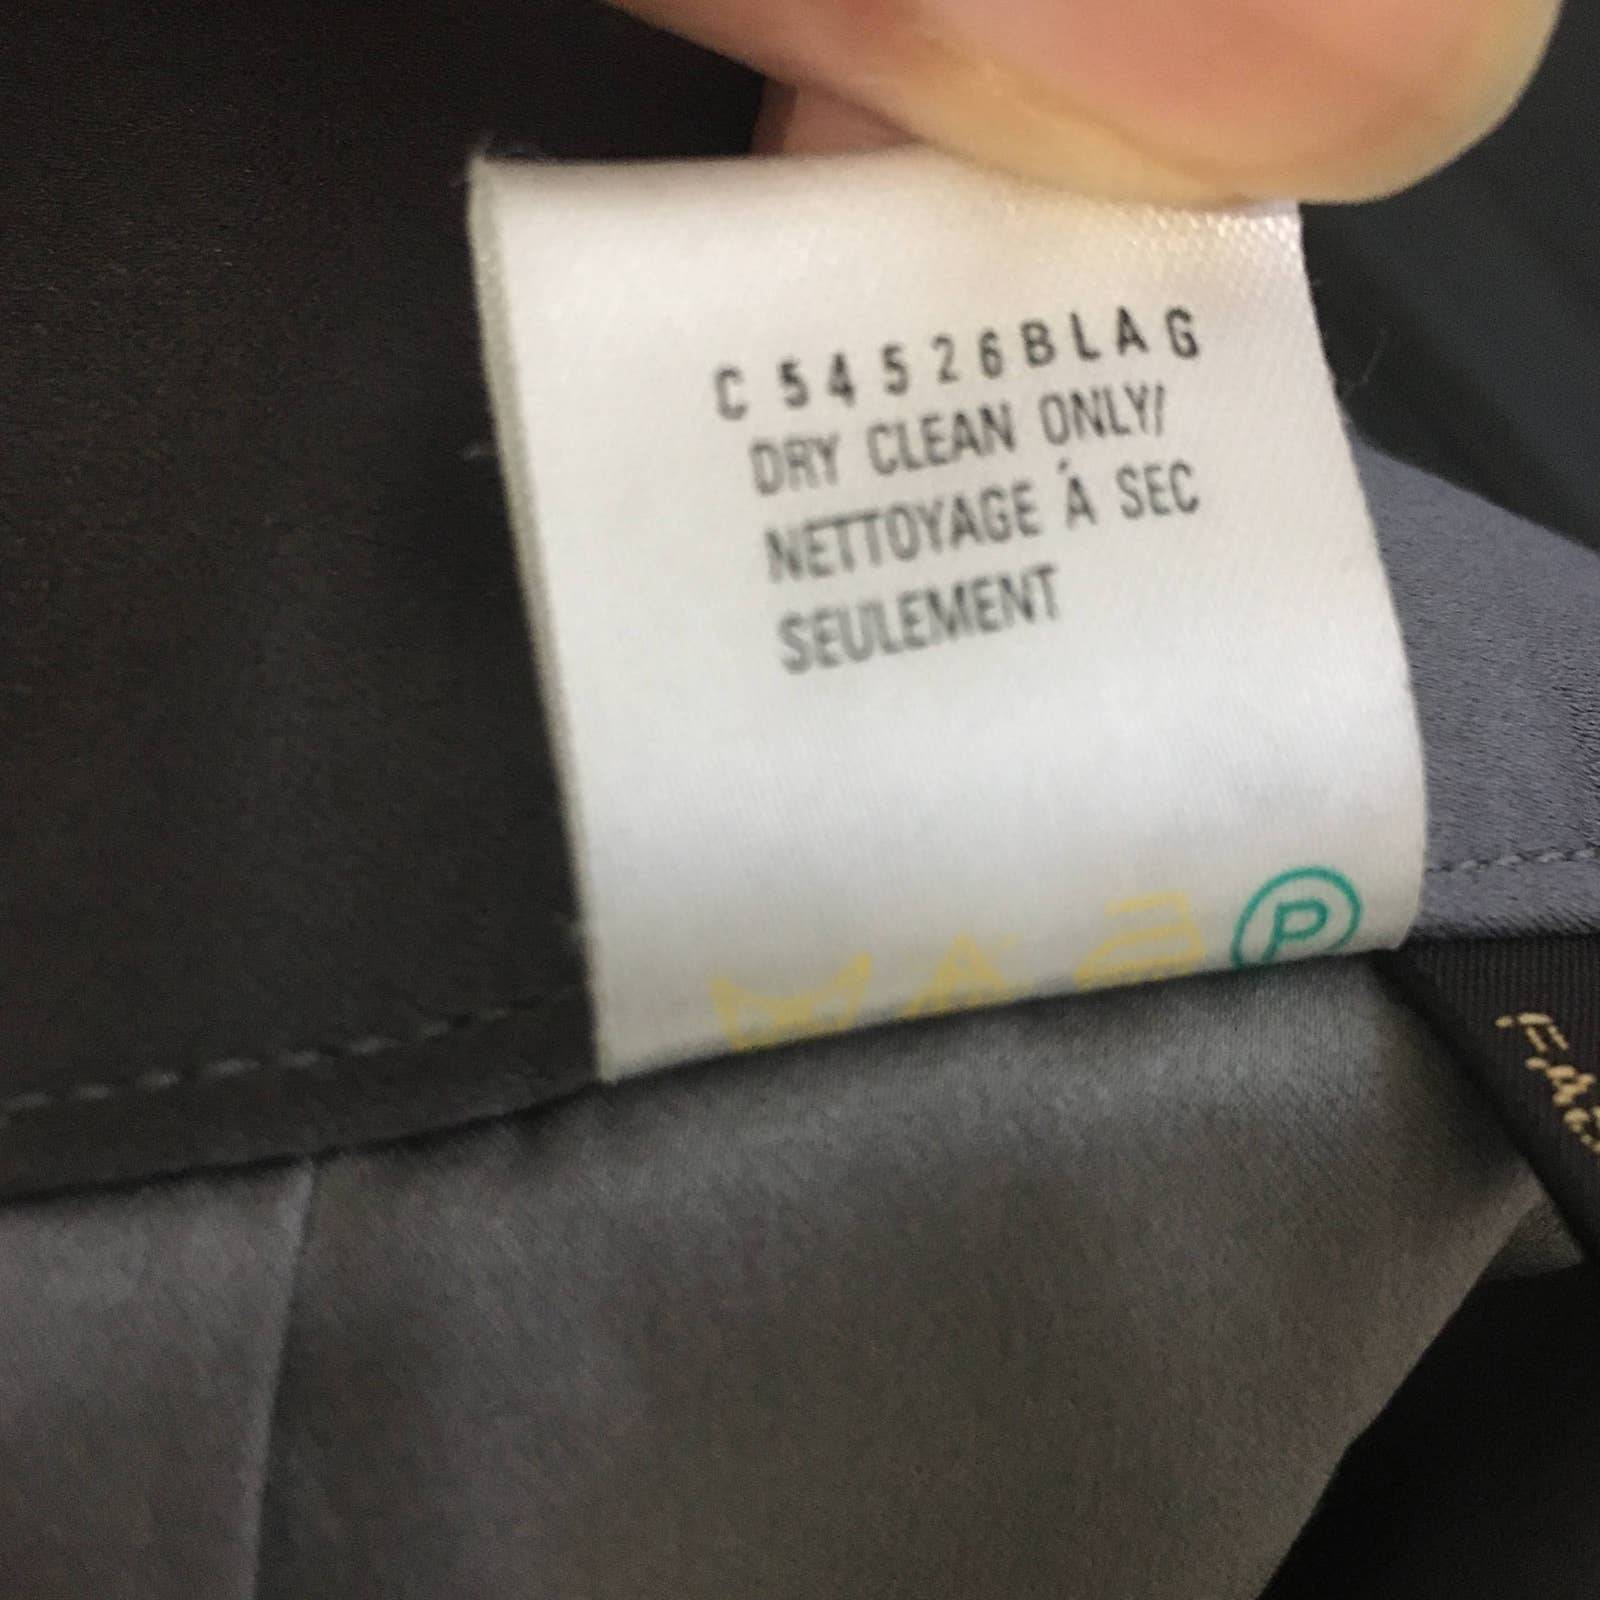 C 54526BLAG
DRY CLEAN ONLY/
NETTOYAGE Á SEC
SEULEMENT
P